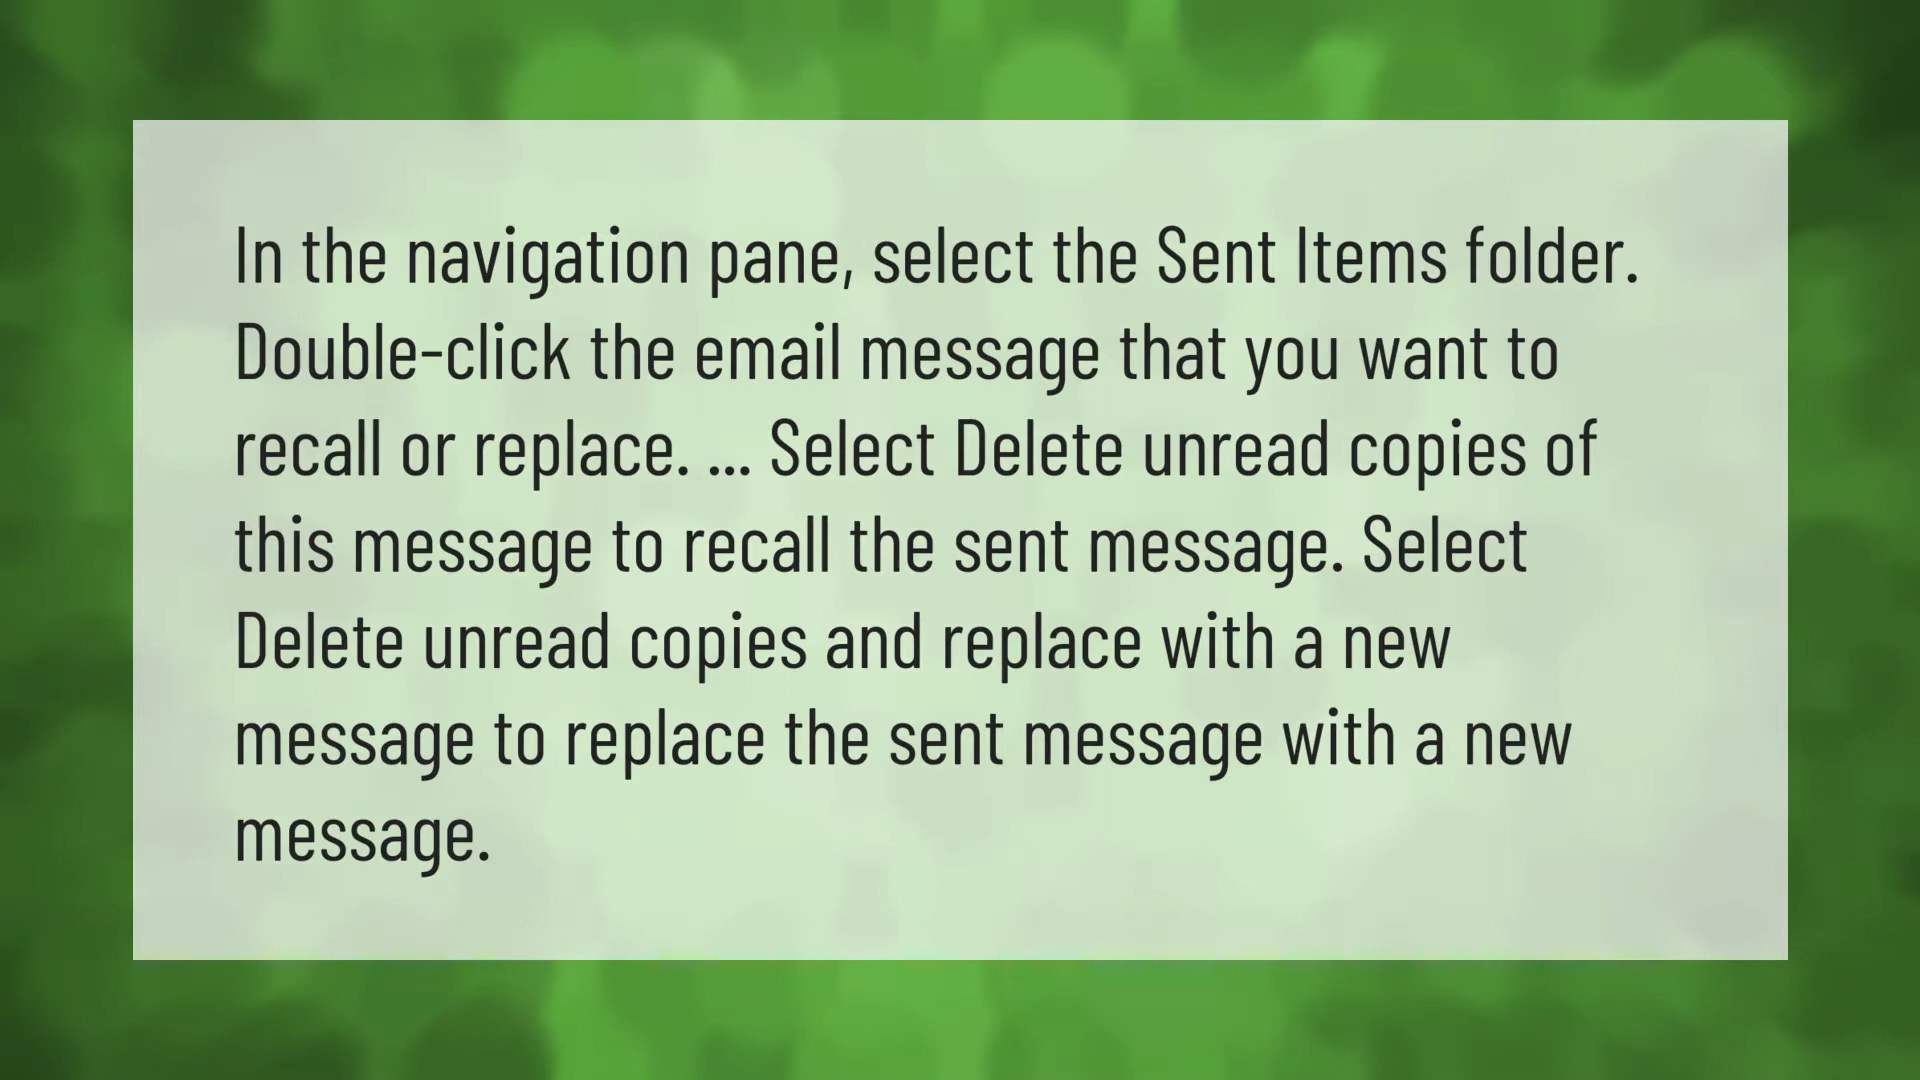 In the navigation pane, select the Sent Items folder.
Double-click the email message that you want to
recall or replace. ... Select Delete unread copies of
this message to recall the sent message. Select
Delete unread copies and replace with a new
message to replace the sent message with a new
message.